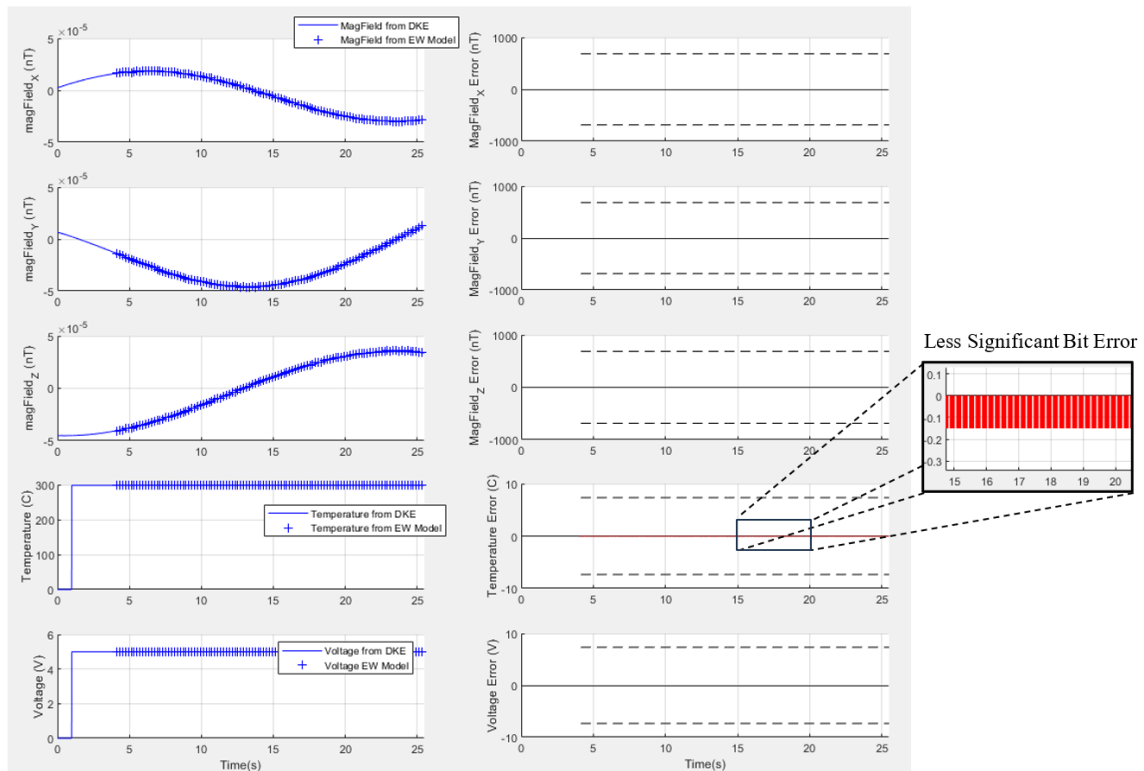 ×10⁻⁵
MagField from DKE
MagField from EW Model
magField_X (nT)
5
0
-5
0 5 10 15 20 25
MagField_X Error (nT)
1000
0
-1000
0 5 10 15 20 25
×10⁻⁵
magField_Y (nT)
5
0
-5
0 5 10 15 20 25
MagField_Y Error (nT)
1000
0
-1000
0 5 10 15 20 25
×10⁻⁵
magField_Z (nT)
5
0
-5
0 5 10 15 20 25
MagField_Z Error (nT)
1000
0
-1000
0 5 10 15 20 25
Less Significant Bit Error
0.1
0
-0.1
-0.2
-0.3
15 16 17 18 19 20
Temperature (C)
300
200
100
0
Temperature from DKE
Temperature from EW Model
0 5 10 15 20 25
Temperature Error (C)
10
0
-10
0 5 10 15 20 25
Voltage (V)
6
4
2
0
Voltage from DKE
Voltage EW Model
0 5 10 15 20 25
Time(s)
Voltage Error (V)
10
0
-10
0 5 10 15 20 25
Time(s)